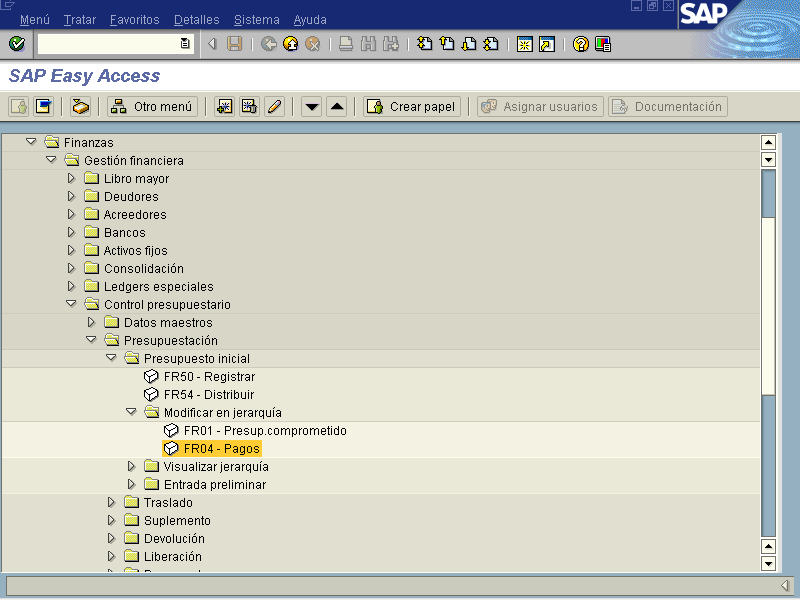 Menú Tratar Favoritos Detalles Sistema Ayuda
SAP
SAP Easy Access
Otro menú Crear papel Asignar usuarios Documentación
Finanzas
Gestión financiera
Libro mayor
Deudores
Acreedores
Bancos
Activos fijos
Consolidación
Ledgers especiales
Control presupuestario
Datos maestros
Presupuestación
Presupuesto inicial
FR50 - Registrar
FR54 - Distribuir
Modificar en jerarquía
FR01 - Presup.comprometido
FR04 - Pagos
Visualizar jerarquía
Entrada preliminar
Traslado
Suplemento
Devolución
Liberación